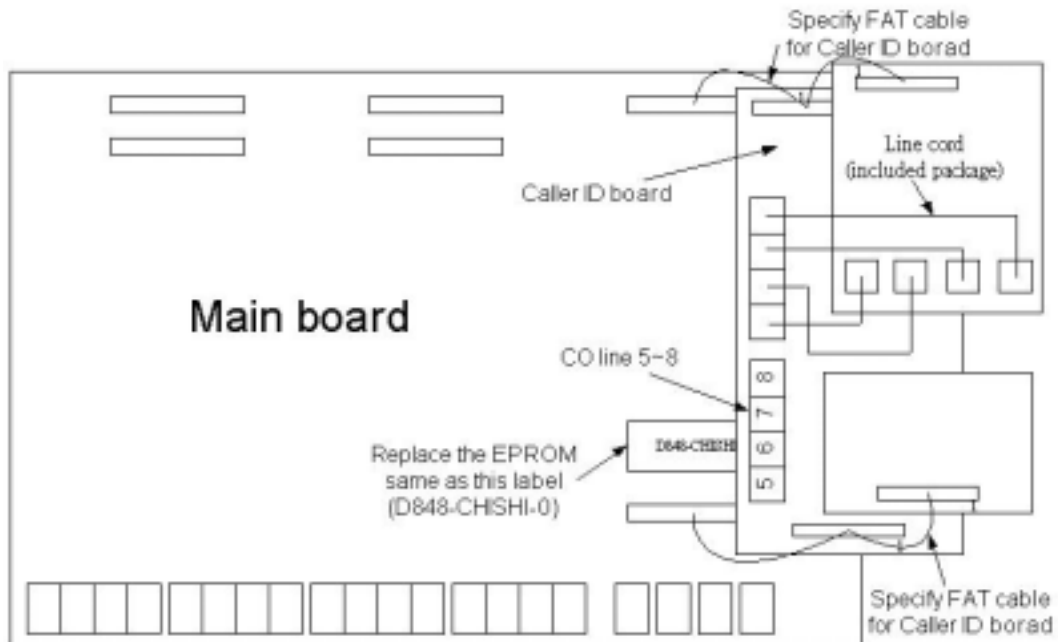 Specify FAT cable
for Caller ID borad
Line cord
(included package)
Caller ID board
Main board
CO line 5~8
8
7
6
5
D848-CHISHI
Replace the EPROM
same as this label
(D848-CHISHI-0)
Specify FAT cable
for Caller ID borad